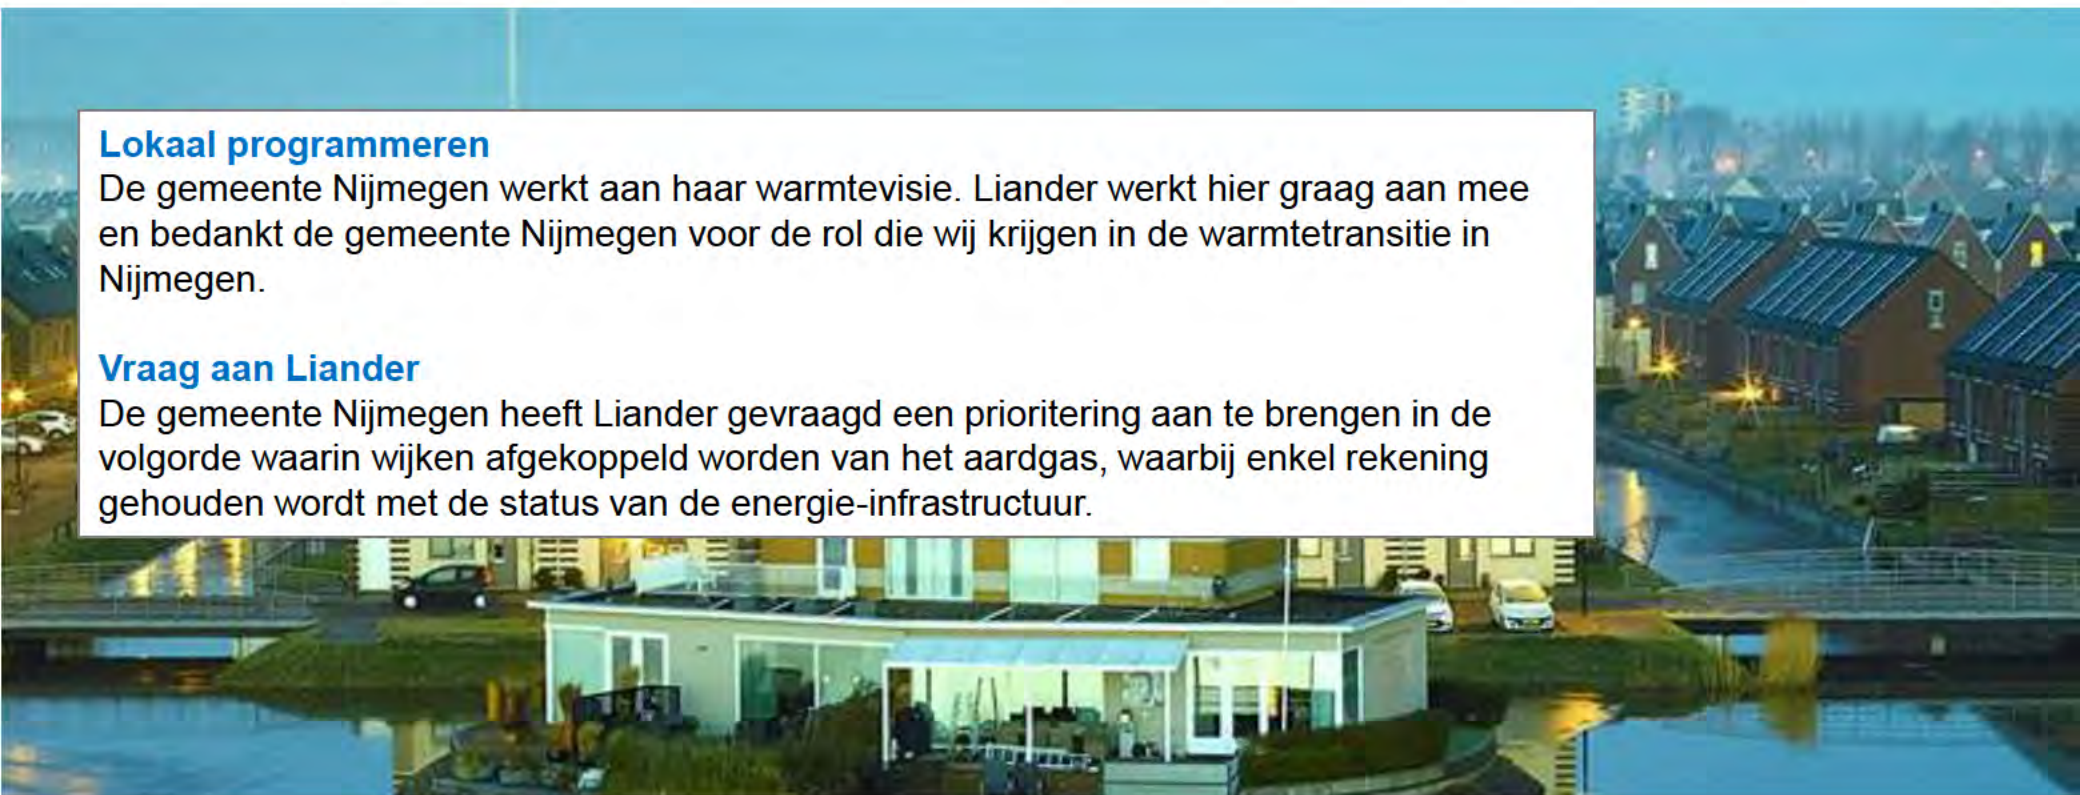 Lokaal programmeren
De gemeente Nijmegen werkt aan haar warmtevisie. Liander werkt hier graag aan mee
en bedankt de gemeente Nijmegen voor de rol die wij krijgen in de warmtetransitie in
Nijmegen.
Vraag aan Liander
De gemeente Nijmegen heeft Liander gevraagd een prioritering aan te brengen in de
volgorde waarin wijken afgekoppeld worden van het aardgas, waarbij enkel rekening
gehouden wordt met de status van de energie-infrastructuur.